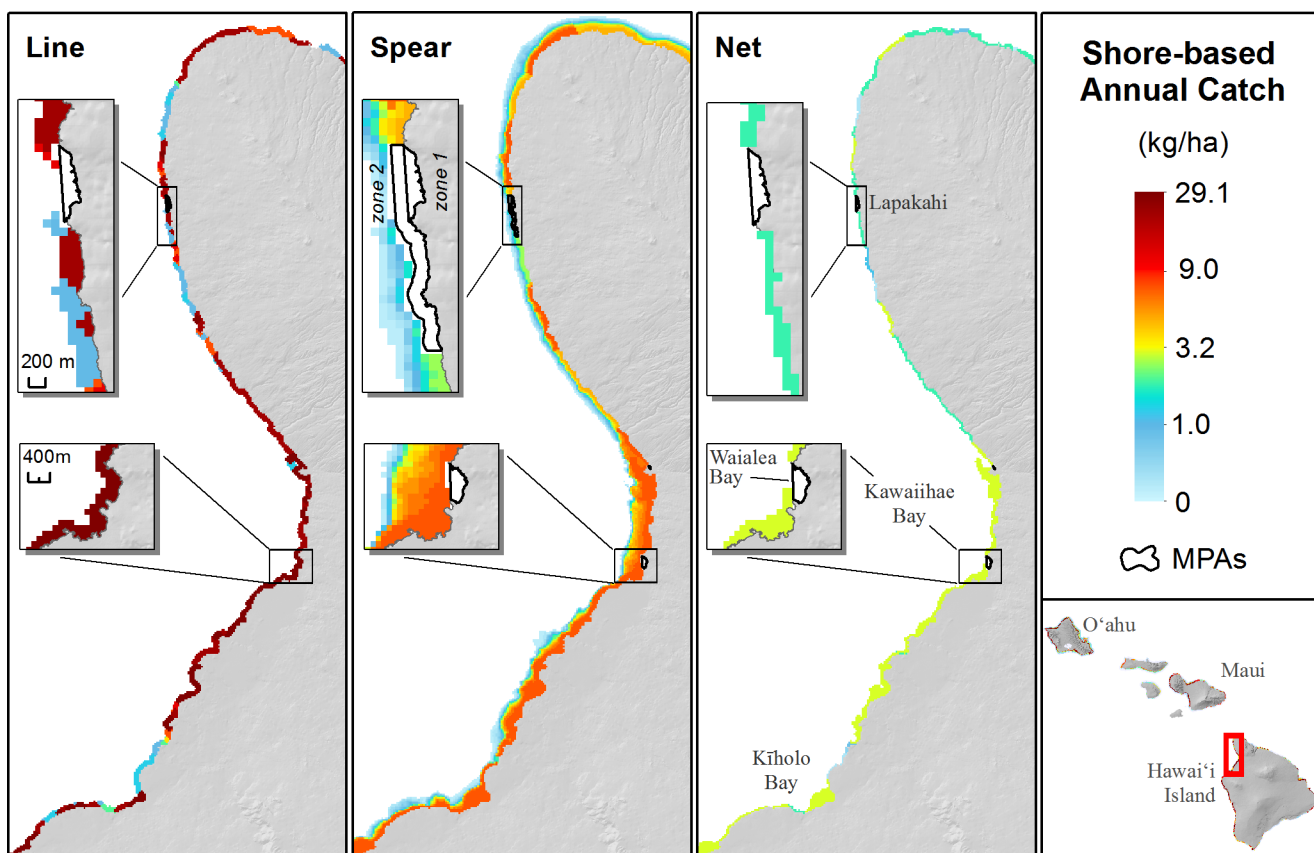 Line
200 m
400m
Spear
zone 2
zone 1
Net
Lapakahi
Waialea
Bay
Kawaiihae
Bay
Kīholo
Bay
Shore-based
Annual Catch
(kg/ha)
29.1
9.0
3.2
1.0
0
MPAs
Oʻahu
Maui
Hawaiʻi
Island